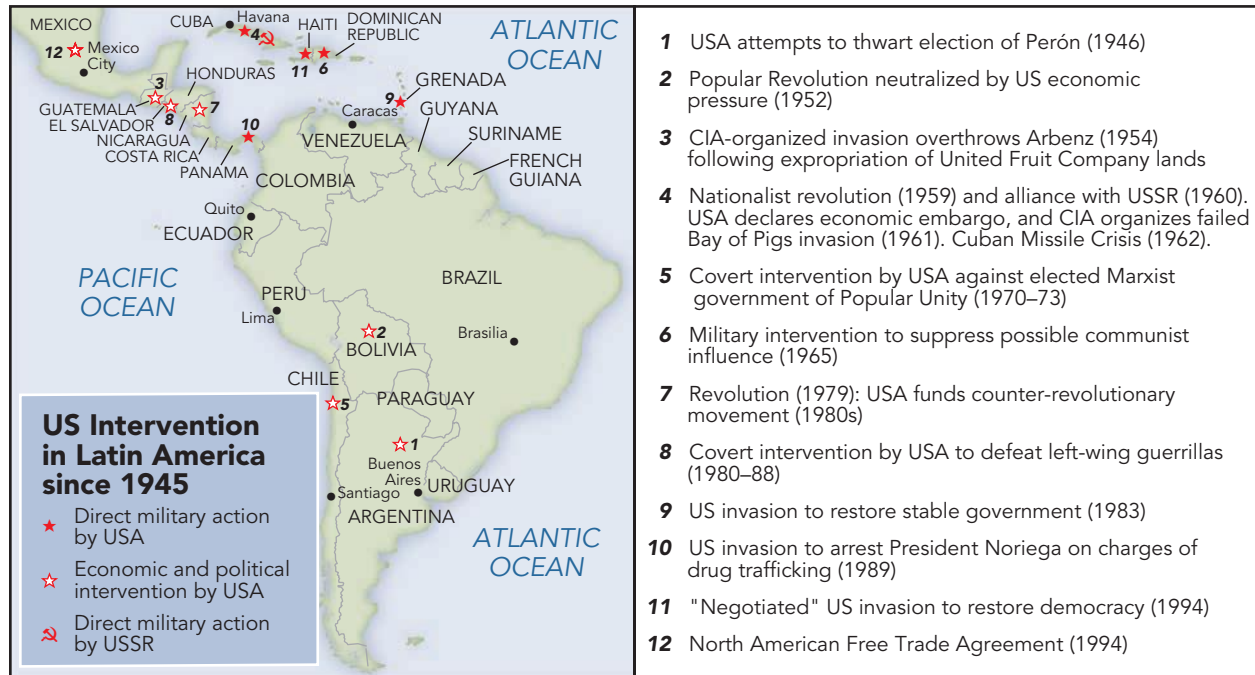 MEXICO
12
Mexico
City
CUBA
Havana
4
HAITI
DOMINICAN
REPUBLIC
11
6
ATLANTIC
OCEAN
HONDURAS
3
GUATEMALA
8
EL SALVADOR
7
NICARAGUA
COSTA RICA
PANAMA
10
9
GRENADA
Caracas
VENEZUELA
GUYANA
SURINAME
FRENCH
GUIANA
COLOMBIA
Quito
ECUADOR
PACIFIC
OCEAN
PERU
Lima
BRAZIL
Brasilia
2
BOLIVIA
CHILE
5
PARAGUAY
1
Buenos
Aires
URUGUAY
Santiago
ARGENTINA
ATLANTIC
OCEAN
US Intervention
in Latin America
since 1945
Direct military action
by USA
Economic and political
intervention by USA
Direct military action
by USSR
1 USA attempts to thwart election of Perón (1946)
2 Popular Revolution neutralized by US economic
pressure (1952)
3 CIA-organized invasion overthrows Arbenz (1954)
following expropriation of United Fruit Company lands
4 Nationalist revolution (1959) and alliance with USSR (1960).
USA declares economic embargo, and CIA organizes failed
Bay of Pigs invasion (1961). Cuban Missile Crisis (1962).
5 Covert intervention by USA against elected Marxist
government of Popular Unity (1970–73)
6 Military intervention to suppress possible communist
influence (1965)
7 Revolution (1979): USA funds counter-revolutionary
movement (1980s)
8 Covert intervention by USA to defeat left-wing guerrillas
(1980–88)
9 US invasion to restore stable government (1983)
10 US invasion to arrest President Noriega on charges of
drug trafficking (1989)
11 "Negotiated" US invasion to restore democracy (1994)
12 North American Free Trade Agreement (1994)